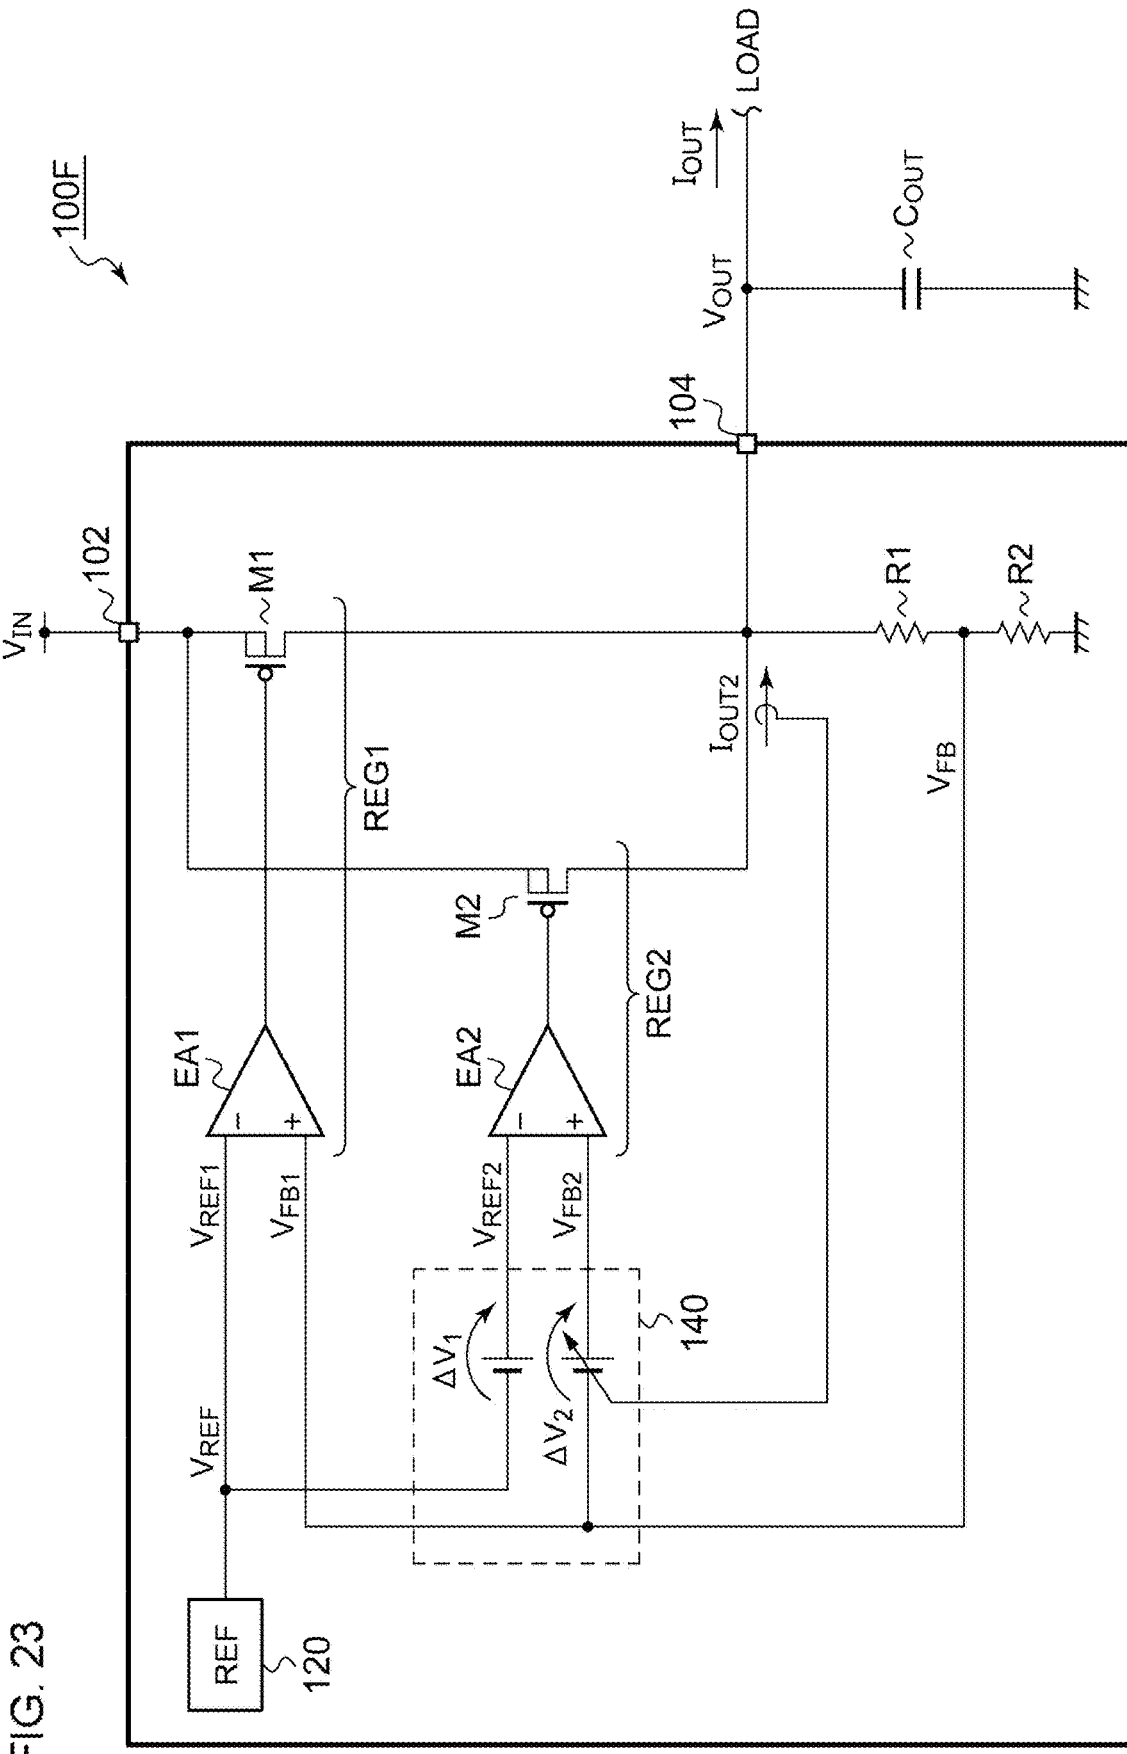 FIG. 23
100F
VIN
102
REF
120
VREF
VREF1
VFB1
EA1
−
+
M1
REG1
ΔV1
ΔV2
140
VREF2
VFB2
EA2
−
+
M2
REG2
IOUT2
104
VOUT
IOUT
LOAD
COUT
VFB
R1
R2